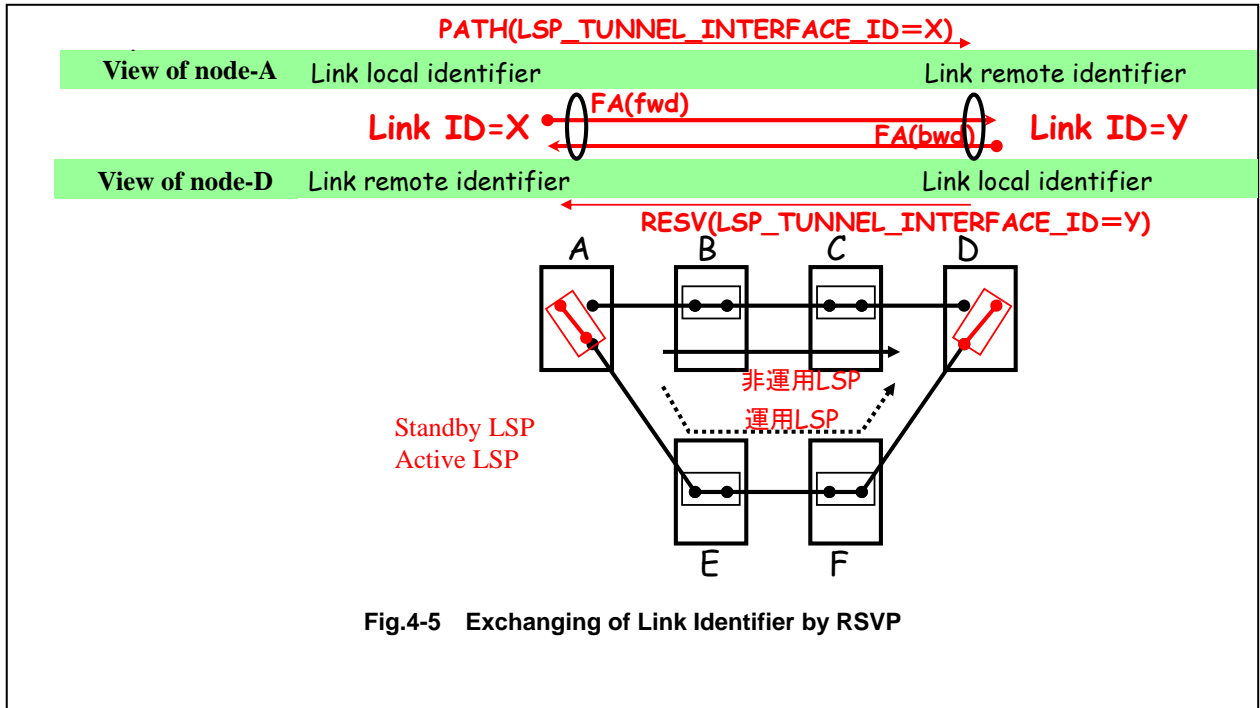 PATH(LSP_TUNNEL_INTERFACE_ID=X)
View of node-A Link local identifier Link remote identifier
FA(fwd)
Link ID=X Link ID=Y
FA(bwd)
View of node-D Link remote identifier Link local identifier
RESV(LSP_TUNNEL_INTERFACE_ID=Y)
A B C D
非運用LSP
運用LSP
Standby LSP
Active LSP
E F
Fig.4-5 Exchanging of Link Identifier by RSVP